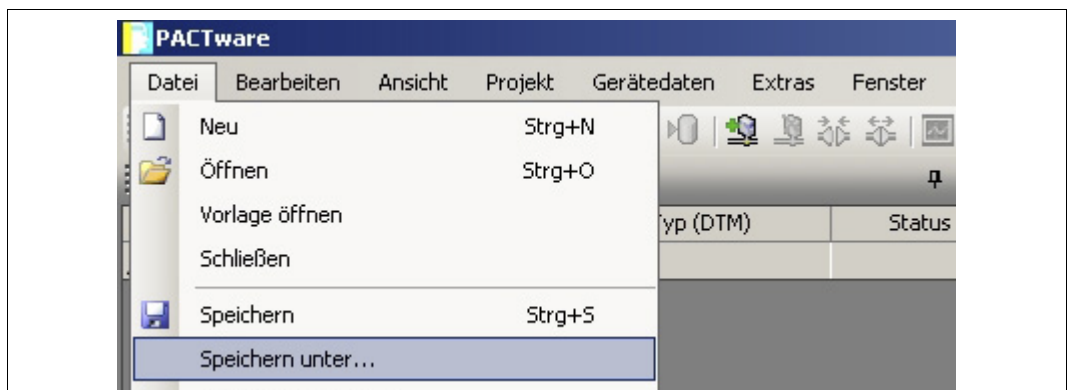 PACTware
Datei Bearbeiten Ansicht Projekt Gerätedaten Extras Fenster
Neu Strg+N
Öffnen Strg+O
Vorlage öffnen
yp (DTM) Status
Schließen
Speichern Strg+S
Speichern unter...